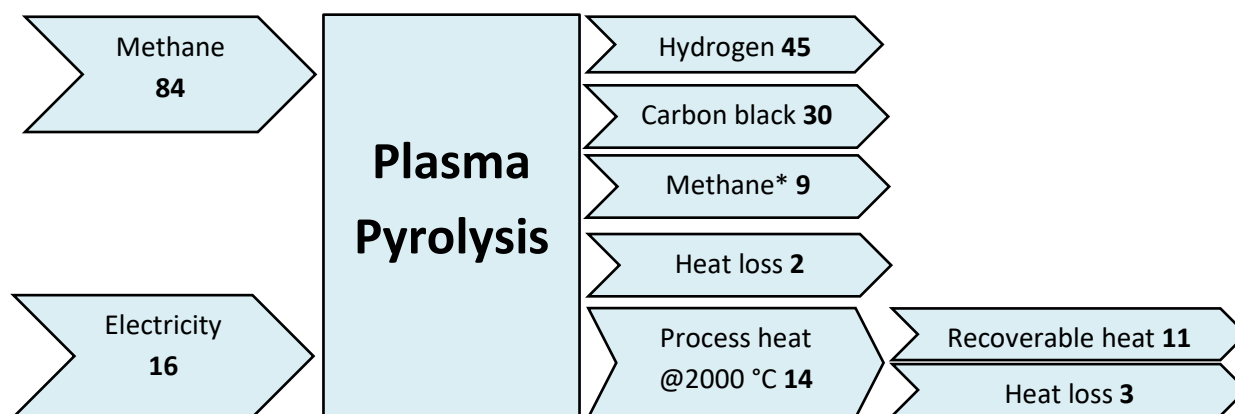 Methane
84
Electricity
16
Plasma
Pyrolysis
Hydrogen 45
Carbon black 30
Methane* 9
Heat loss 2
Process heat
@2000 °C 14
Recoverable heat 11
Heat loss 3